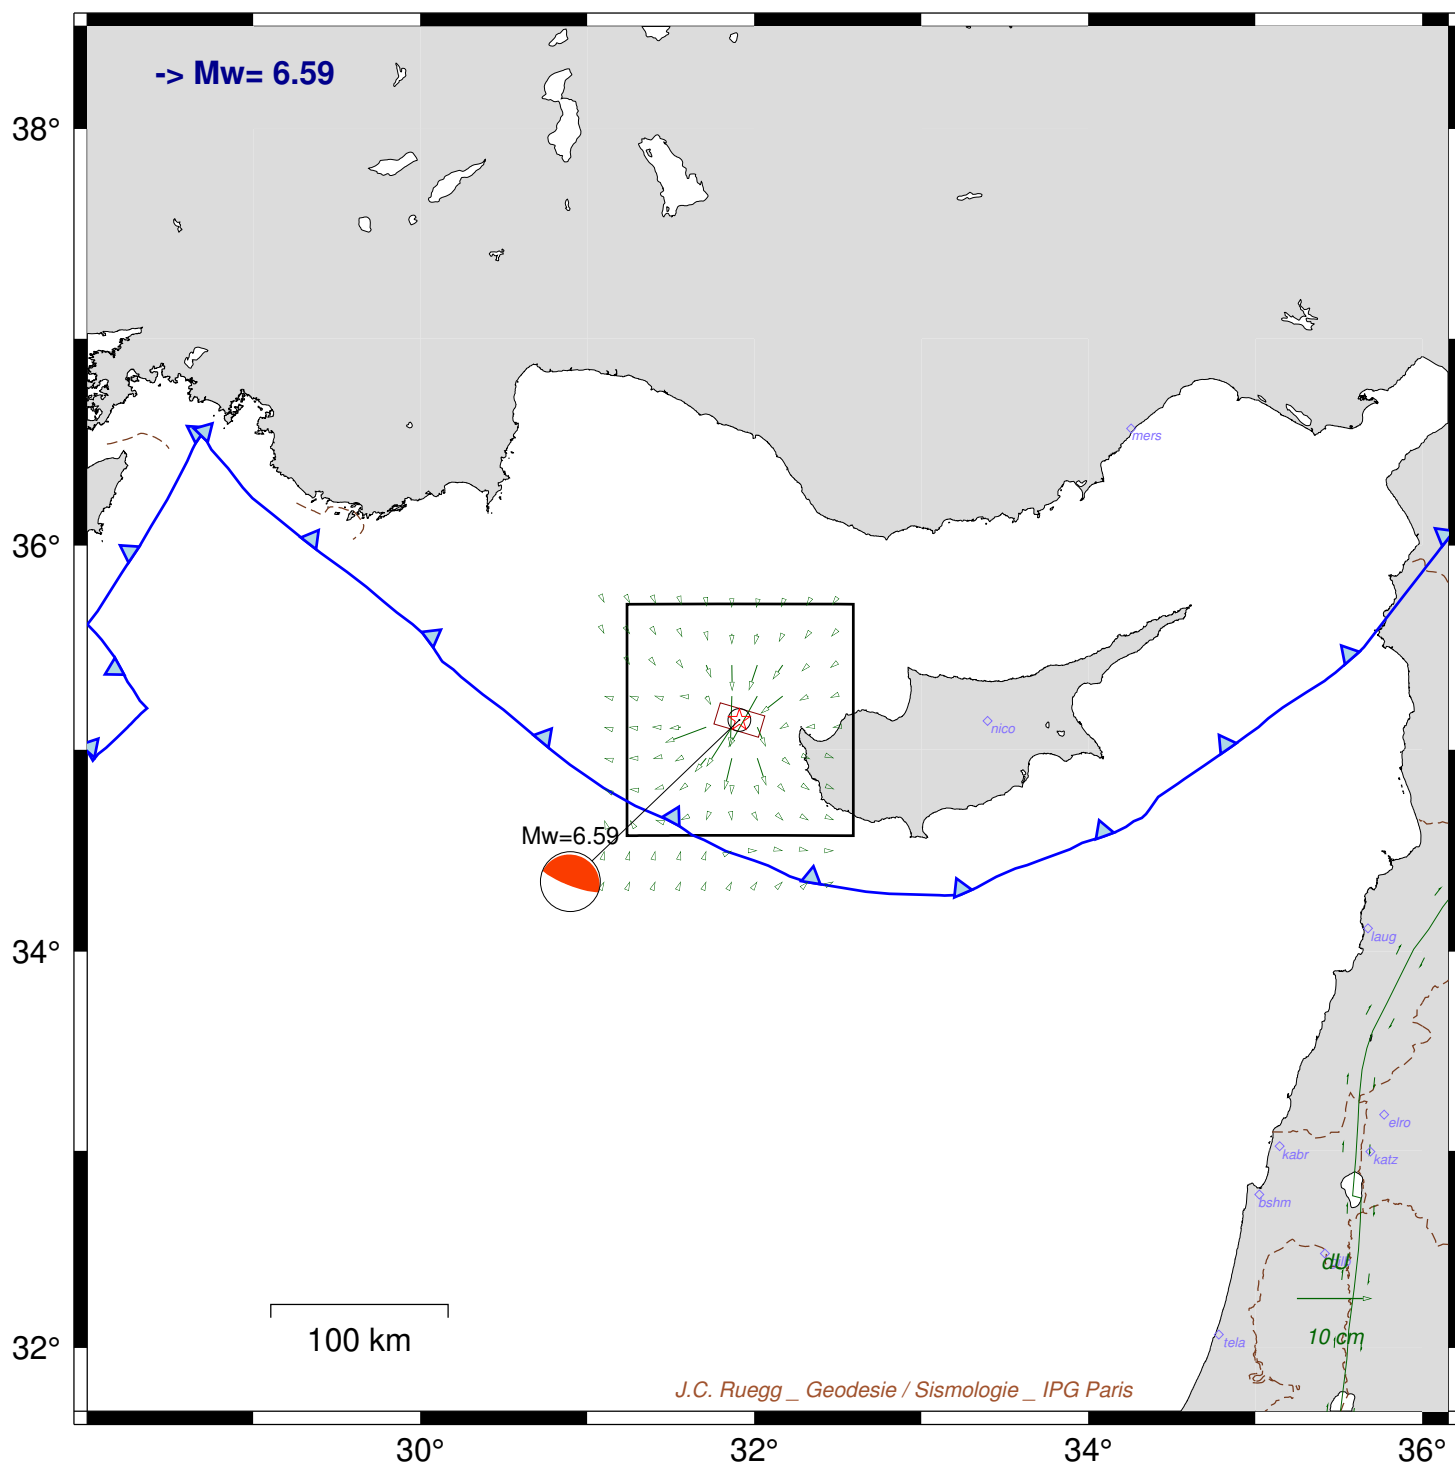 -> Mw= 6.59
38°
mers
36°
nico
Mw=6.59
34°
laug
elro
kabr
katz
bshm
dU
100 km
10 cm
32°
tela
J.C. Ruegg _ Geodesie / Sismologie _ IPG Paris
30°
32°
34°
36°